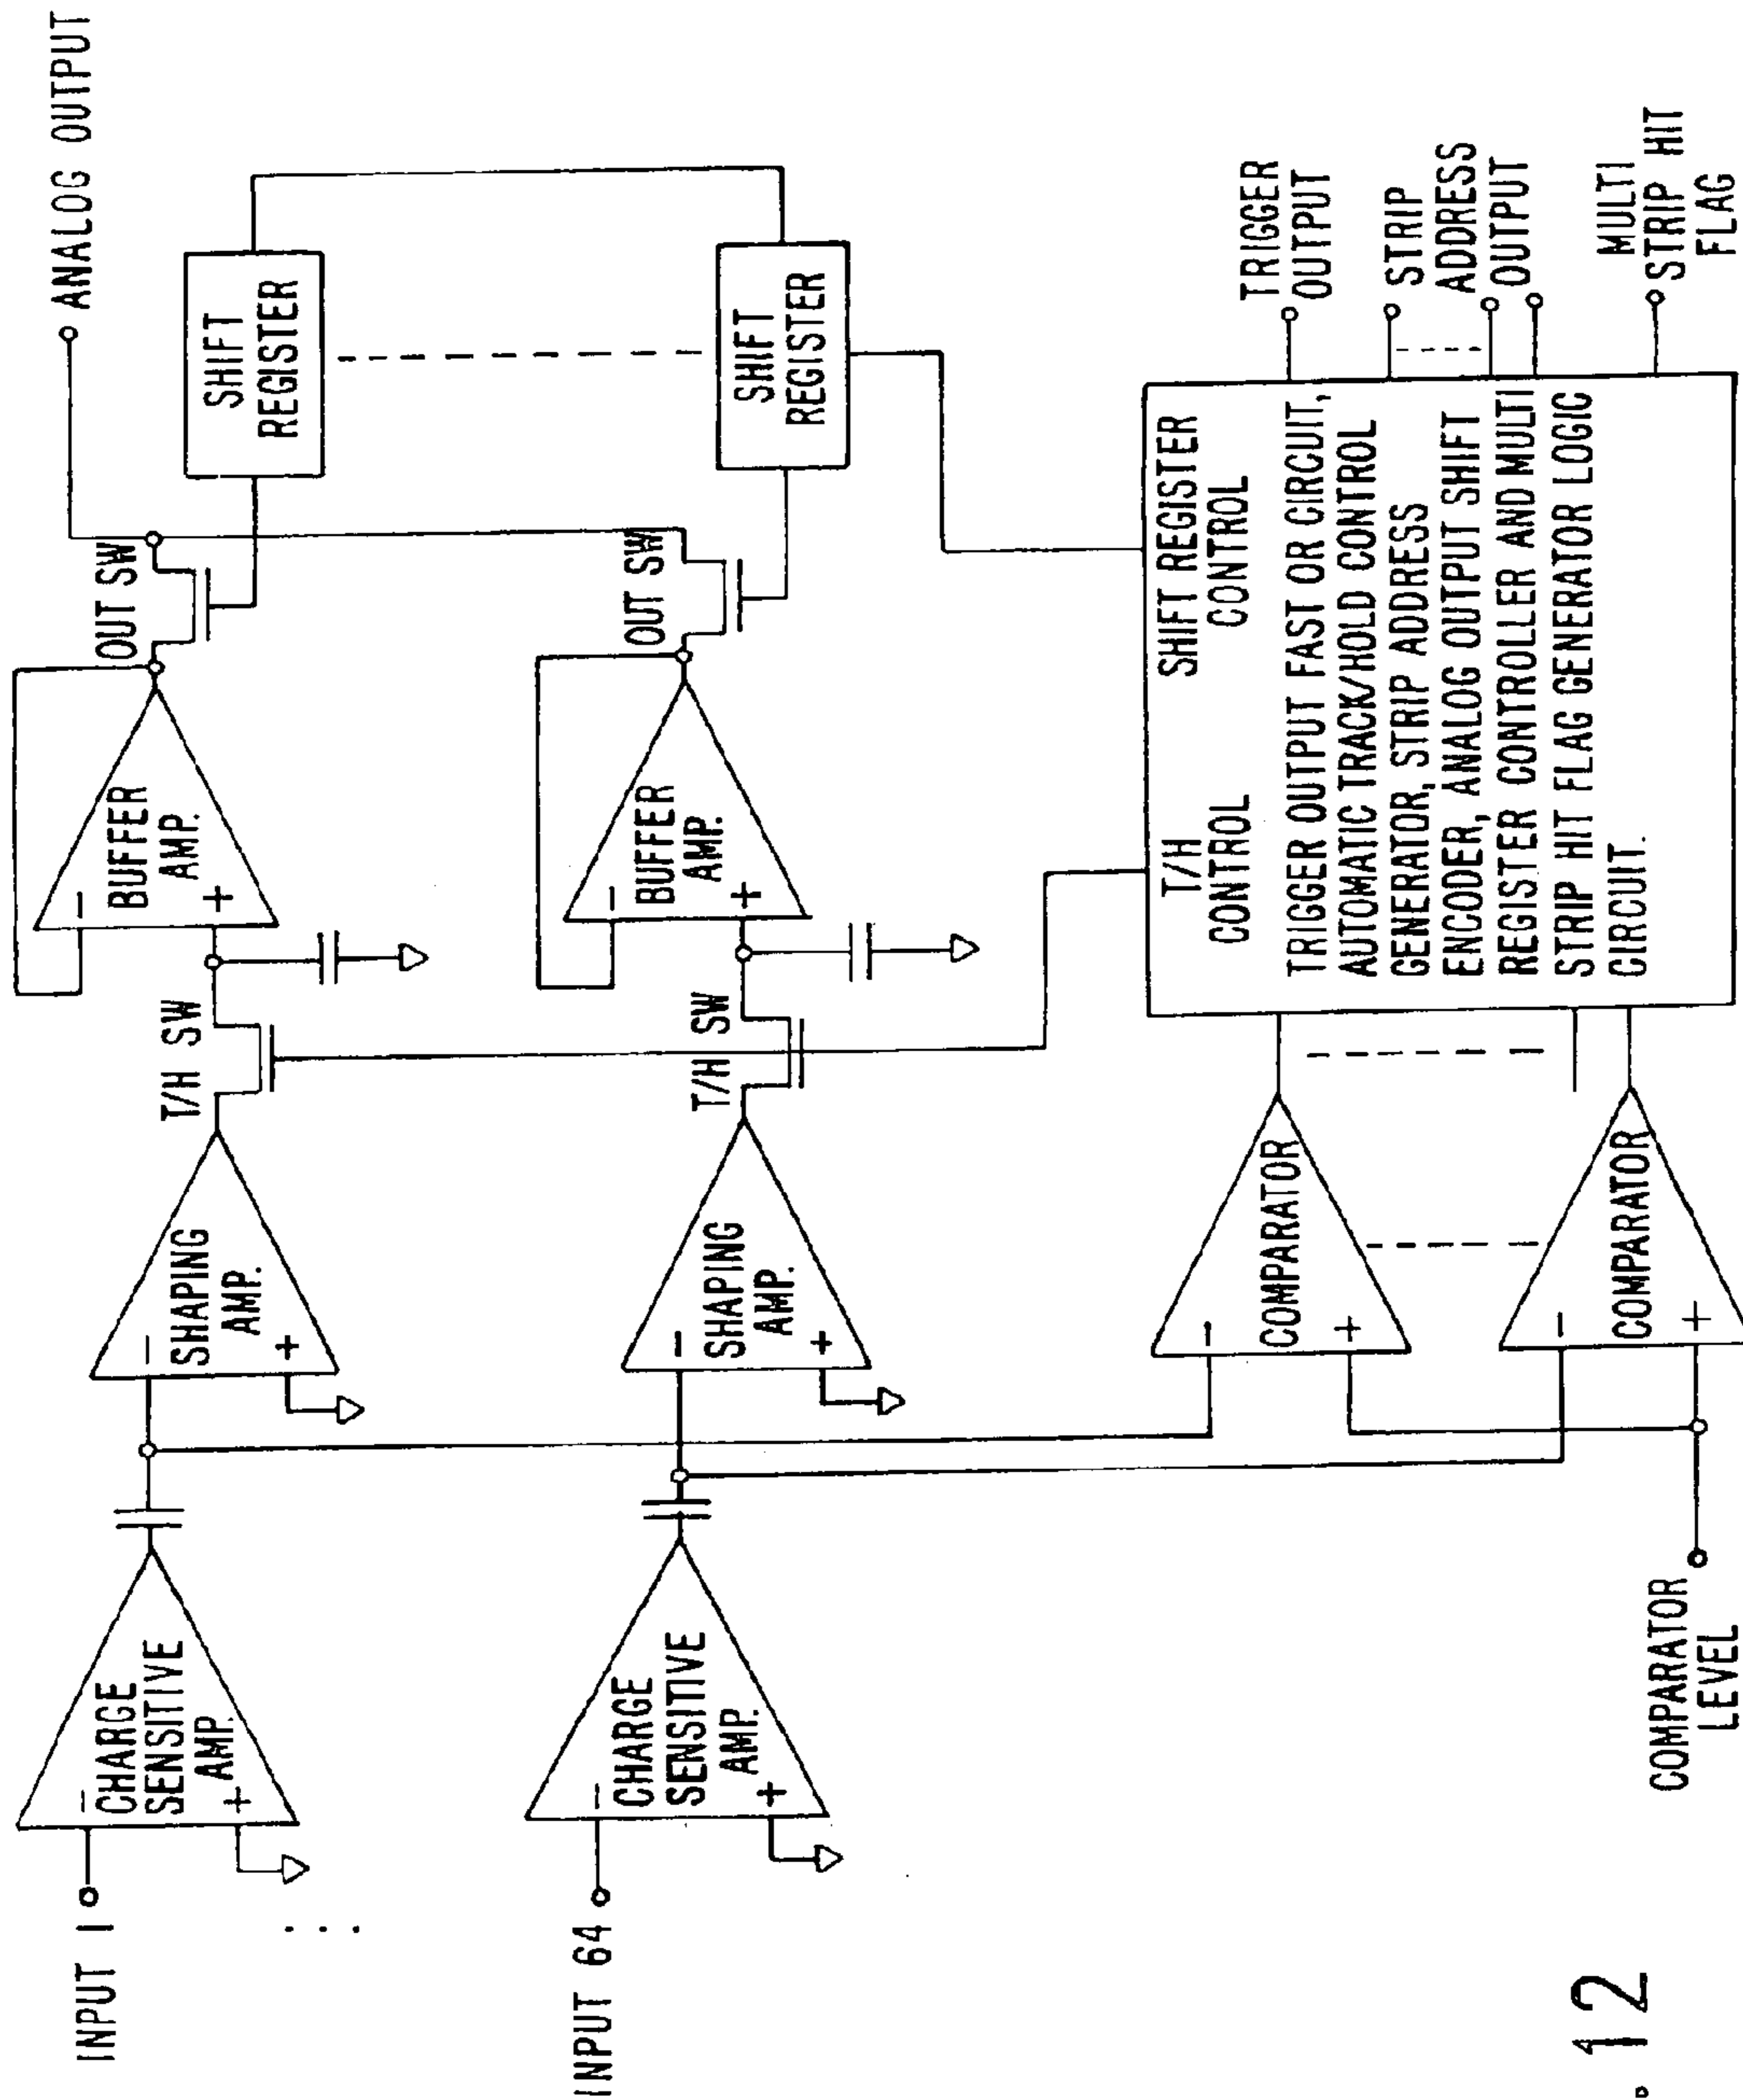 ANALOG OUTPUT
SHIFT
REGISTER
OUT SW
BUFFER
AMP.
-
+
T/H SW
SHAPING
AMP.
-
+
CHARGE
SENSITIVE
AMP.
-
+
INPUT 1
SHIFT
REGISTER
OUT SW
BUFFER
AMP.
-
+
T/H SW
SHAPING
AMP.
-
+
CHARGE
SENSITIVE
AMP.
-
+
INPUT 64
T/H
CONTROL
SHIFT REGISTER
CONTROL
TRIGGER OUTPUT FAST OR CIRCUIT,
AUTOMATIC TRACK/HOLD CONTROL
GENERATOR, STRIP ADDRESS
ENCODER, ANALOG OUTPUT SHIFT
REGISTER CONTROLLER AND MULTI
STRIP HIT FLAG GENERATOR LOGIC
CIRCUIT.
TRIGGER
OUTPUT
STRIP
ADDRESS
OUTPUT
MULTI
STRIP HIT
FLAG
COMPARATOR
-
+
COMPARATOR
-
+
COMPARATOR
LEVEL
. 12